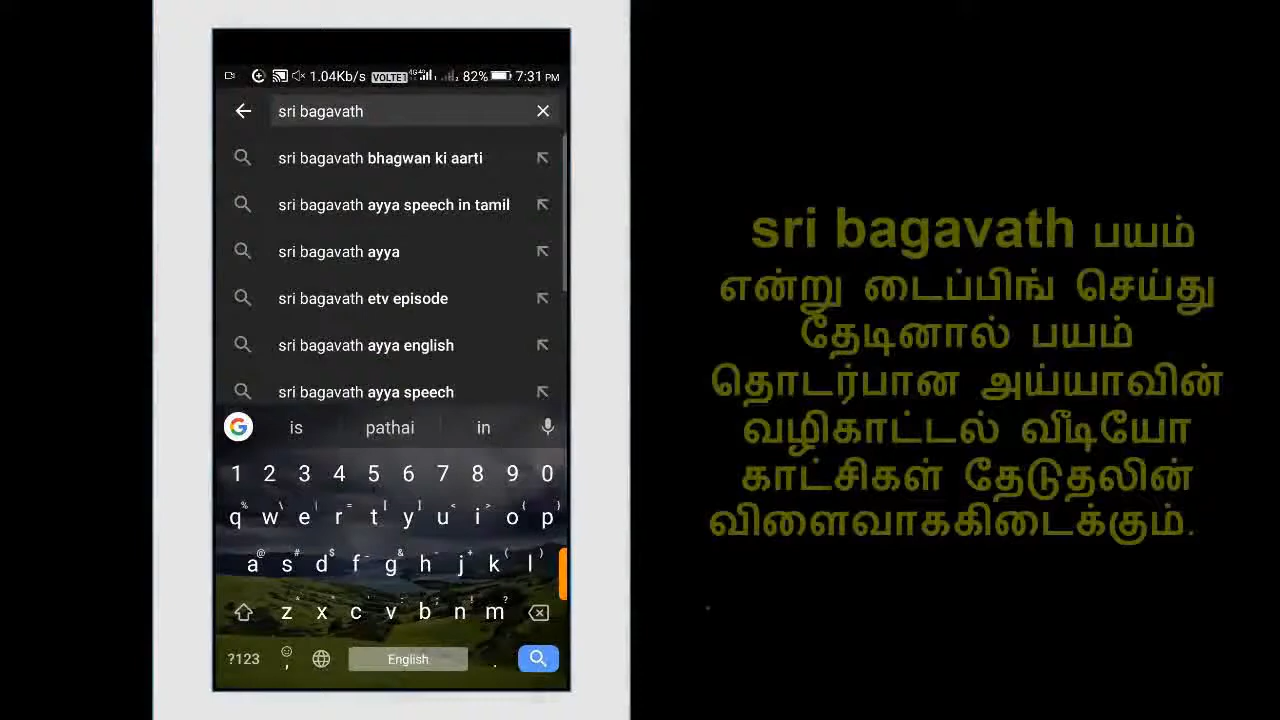 1.04Kb/s VOLTE1 4G 82% 7:31 PM
sri bagavath
sri bagavath bhagwan ki aarti
sri bagavath ayya speech in tamil
sri bagavath ayya
sri bagavath etv episode
sri bagavath ayya english
sri bagavath ayya speech
is pathai in
1 2 3 4 5 6 7 8 9 0
q w e r t y u i o p
a s d f g h j k l
z x c v b n m
?123 , English .
sri bagavath பயம்
என்று டைப்பிங் செய்து
தேடினால் பயம்
தொடர்பான அய்யாவின்
வழிகாட்டல் வீடியோ
காட்சிகள் தேடுதலின்
விளைவாககிடைக்கும்.